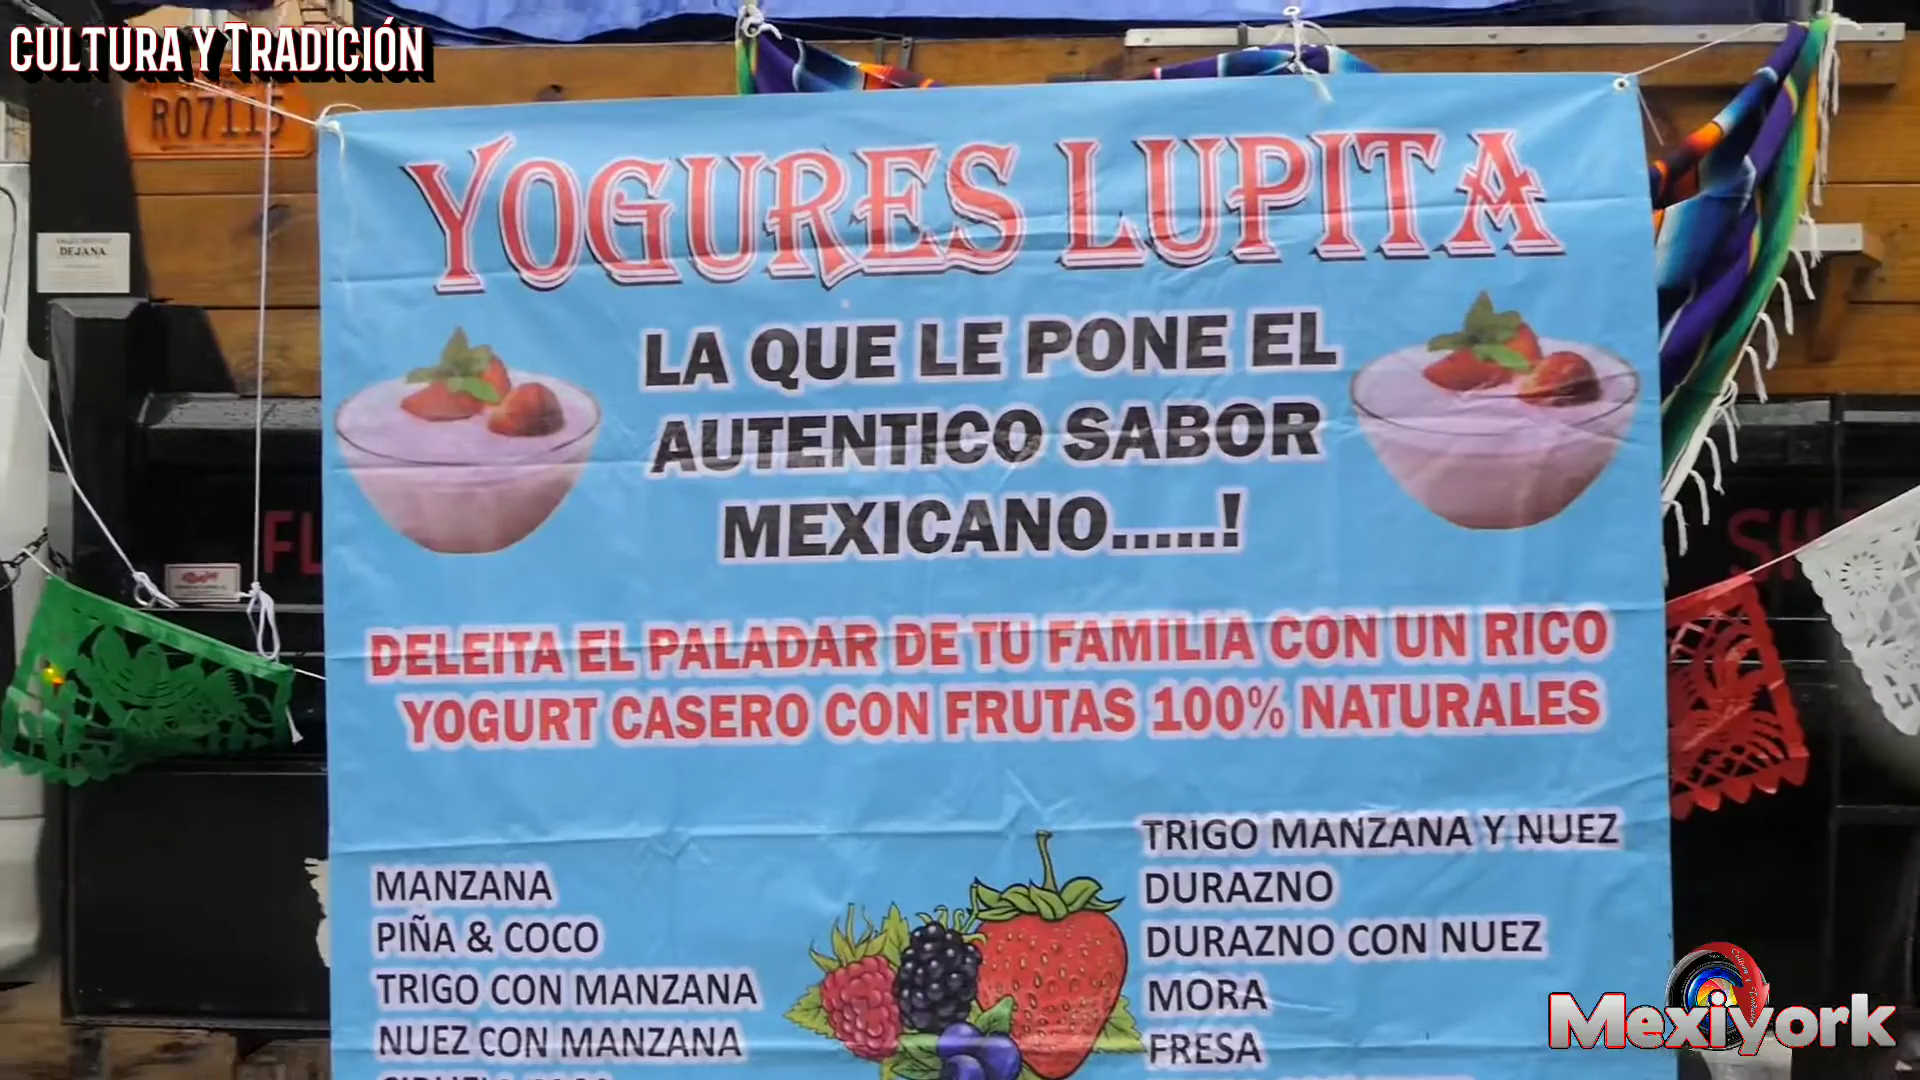 CULTURA Y TRADICIÓN
R07115
DEJANA
YOGURES LUPITA
LA QUE LE PONE EL
AUTENTICO SABOR
MEXICANO.....!
DELEITA EL PALADAR DE TU FAMILIA CON UN RICO
YOGURT CASERO CON FRUTAS 100% NATURALES
MANZANA
PIÑA & COCO
TRIGO CON MANZANA
NUEZ CON MANZANA
TRIGO MANZANA Y NUEZ
DURAZNO
DURAZNO CON NUEZ
MORA
FRESA
Mexiyork